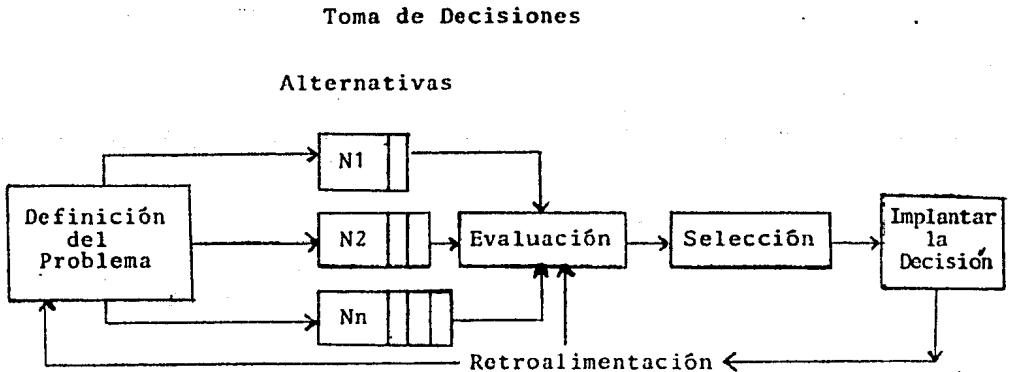 Toma de Decisiones
Alternativas
N1
Definición
del
Problema
N2
Evaluación
Selección
Implantar
la
Decisión
Nn
Retroalimentación